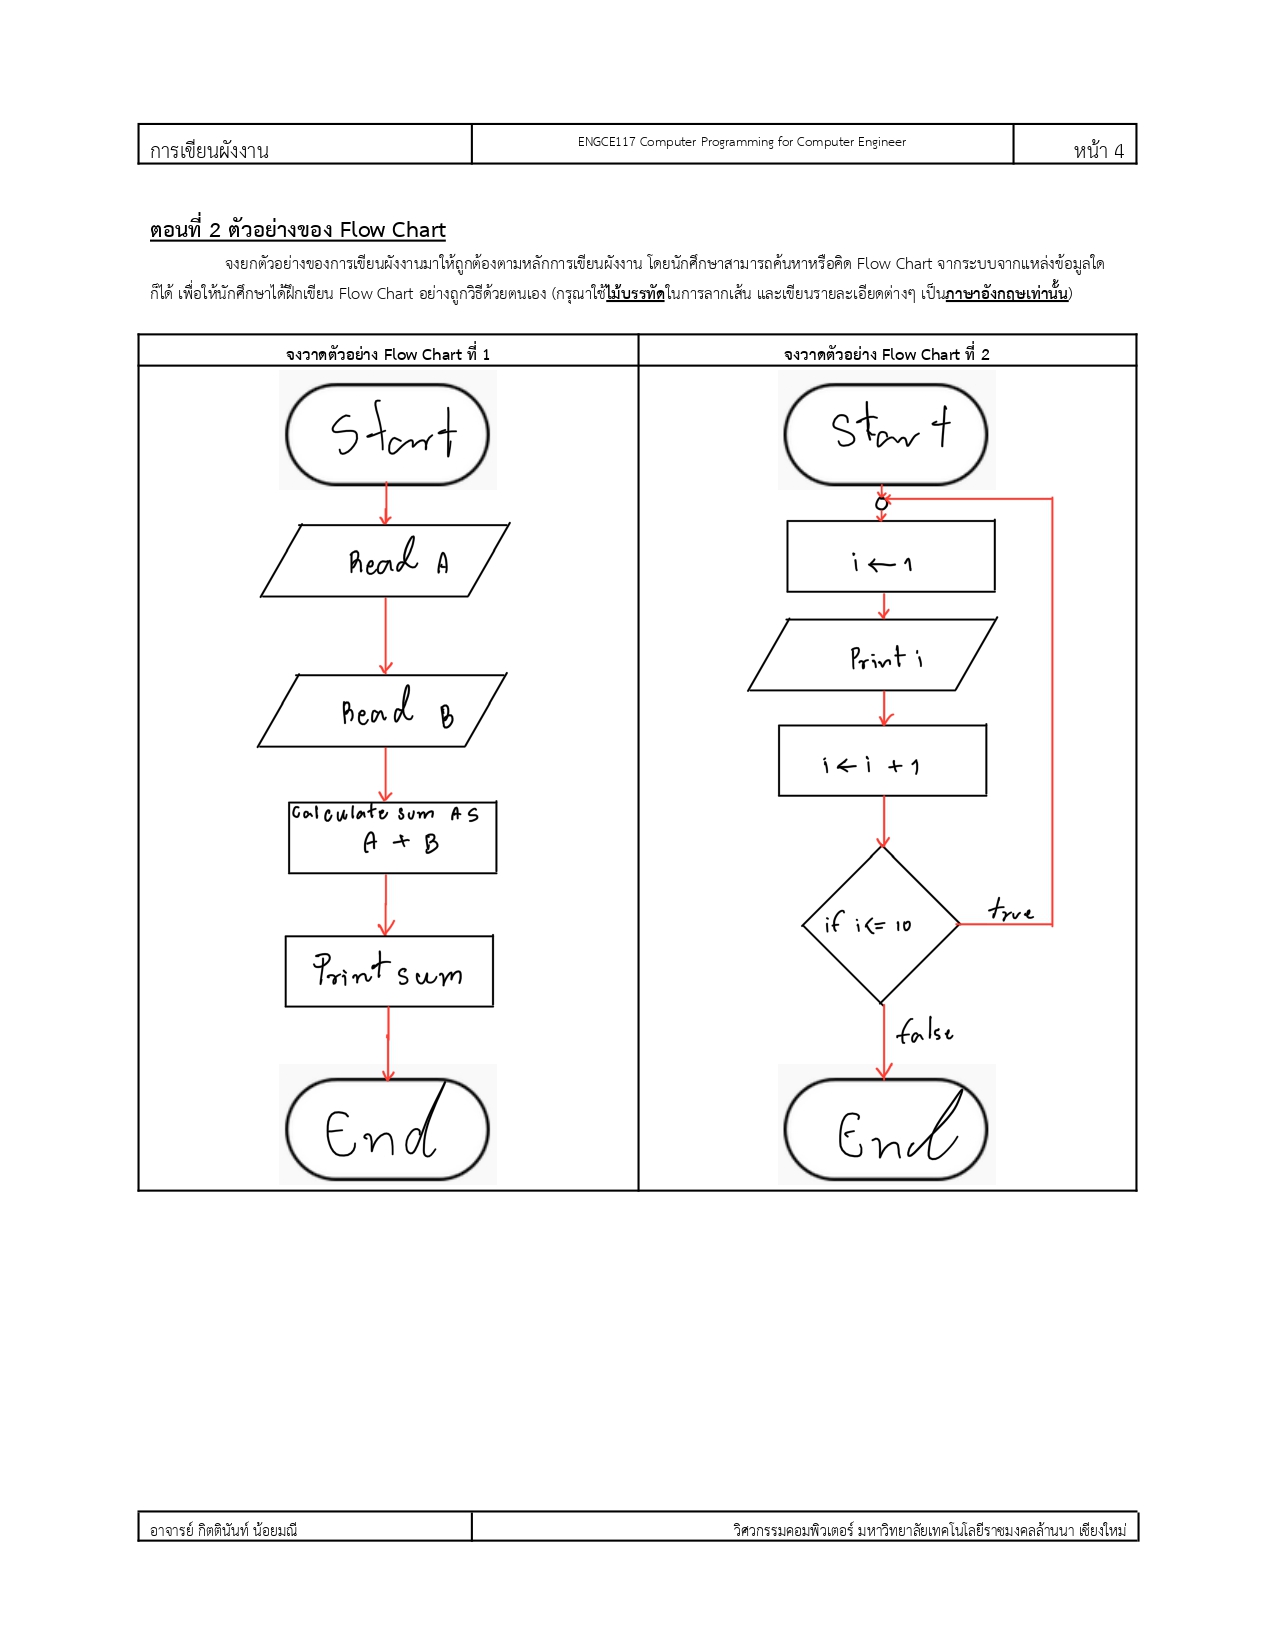 การเขียนผังงาน
ENGCE117 Computer Programming for Computer Engineer
หน้า 4
ตอนที่ 2 ตัวอย่างของ Flow Chart
จงยกตัวอย่างของการเขียนผังงานมาให้ถูกต้องตามหลักการเขียนผังงาน โดยนักศึกษาสามารถค้นหาหรือคิด Flow Chart จากระบบจากแหล่งข้อมูลใด
ก็ได้ เพื่อให้นักศึกษาได้ฝึกเขียน Flow Chart อย่างถูกวิธีด้วยตนเอง (กรุณาใช้ไม้บรรทัดในการลากเส้น และเขียนรายละเอียดต่างๆ เป็นภาษาอังกฤษเท่านั้น)
จงวาดตัวอย่าง Flow Chart ที่ 1
Start
Read A
Read B
Calculate sum AS
A + B
Print sum
End
จงวาดตัวอย่าง Flow Chart ที่ 2
Start
i ← 1
Print i
i ← i + 1
if i <= 10
true
false
End
อาจารย์ กิตตินันท์ น้อยมณี
วิศวกรรมคอมพิวเตอร์ มหาวิทยาลัยเทคโนโลยีราชมงคลล้านนา เชียงใหม่